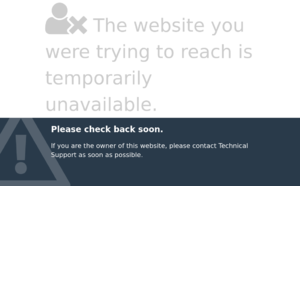 The website you
were trying to reach is
temporarily
unavailable.
Please check back soon.
If you are the owner of this website, please contact Technical
Support as soon as possible.